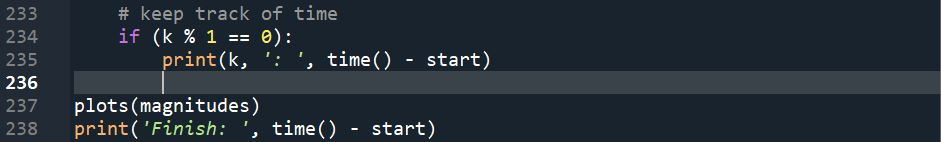 233     # keep track of time
234     if (k % 1 == 0):
235         print(k, ': ', time() - start)
236
237 plots(magnitudes)
238 print('Finish: ', time() - start)